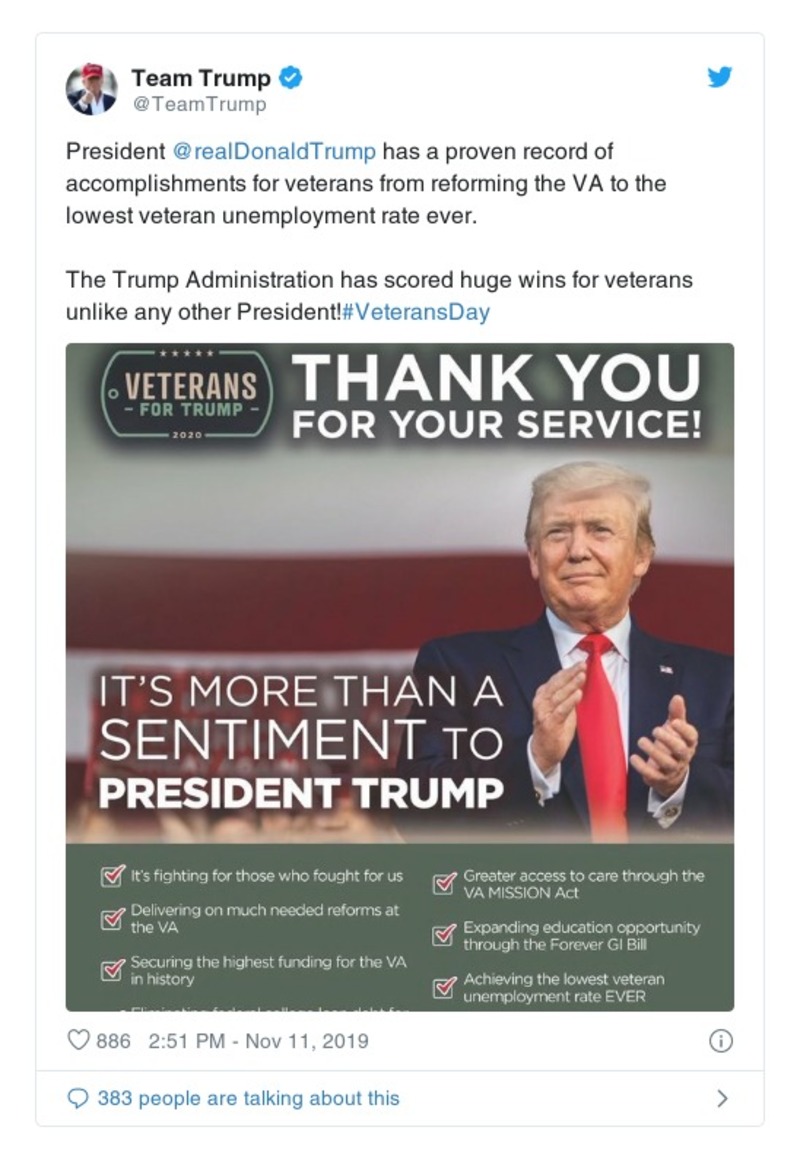 Team Trump
@TeamTrump
President @realDonaldTrump has a proven record of
accomplishments for veterans from reforming the VA to the
lowest veteran unemployment rate ever.
The Trump Administration has scored huge wins for veterans
unlike any other President!#VeteransDay
VETERANS
- FOR TRUMP -
2020
THANK YOU
FOR YOUR SERVICE!
IT'S MORE THAN A
SENTIMENT TO
PRESIDENT TRUMP
It's fighting for those who fought for us
Delivering on much needed reforms at
the VA
Securing the highest funding for the VA
in history
Eliminating federal college loan debt for
Greater access to care through the
VA MISSION Act
Expanding education opportunity
through the Forever GI Bill
Achieving the lowest veteran
unemployment rate EVER
886 2:51 PM - Nov 11, 2019
383 people are talking about this